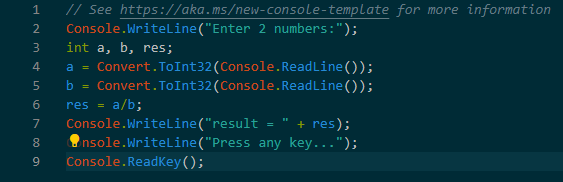 1 // See https://aka.ms/new-console-template for more information
2 Console.WriteLine("Enter 2 numbers:");
3 int a, b, res;
4 a = Convert.ToInt32(Console.ReadLine());
5 b = Convert.ToInt32(Console.ReadLine());
6 res = a/b;
7 Console.WriteLine("result = " + res);
8 Console.WriteLine("Press any key...");
9 Console.ReadKey();